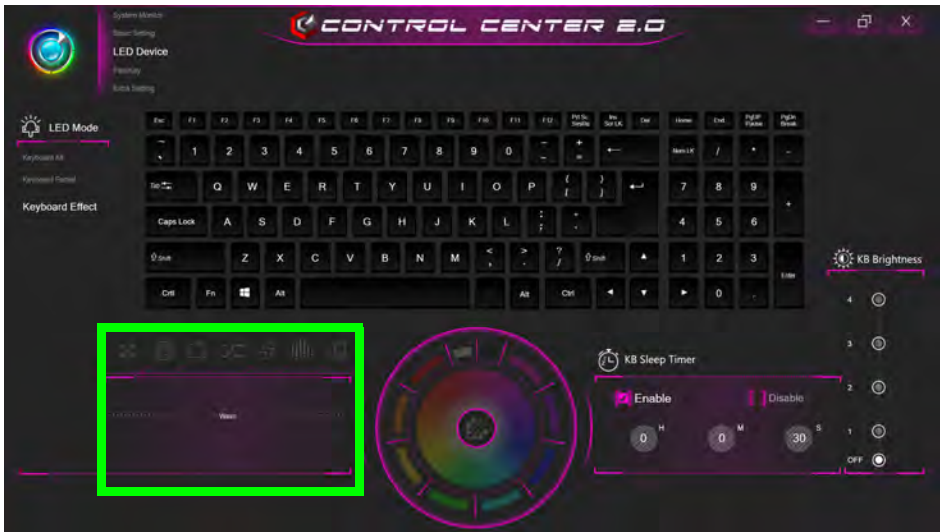 System Monitor
Basic Setting
LED Device
Extra Setting
CONTROL CENTER 2.0
LED Mode
Keyboard All
Keyboard Partial
Keyboard Effect
Esc F1 F2 F3 F4 F5 F6 F7 F8 F9 F10 F11 F12 Prt Sc SysRq Ins Scr LK Del Home End PgUP Pause PgDn Break
~ ` 1 2 3 4 5 6 7 8 9 0 _ - + = ← Num LK / * -
Tab Q W E R T Y U I O P { [ } ] 7 8 9 +
Caps Lock A S D F G H J K L : ; 4 5 6
⇧ Shift Z X C V B N M < , > . ? / ⇧ Shift ▲ 1 2 3 Enter
Crtl Fn Alt Alt Ctrl ◄ ▼ ► 0 .
KB Brightness
4
3
2
1
OFF
Wave
KB Sleep Timer
Enable Disable
0 H 0 M 30 S